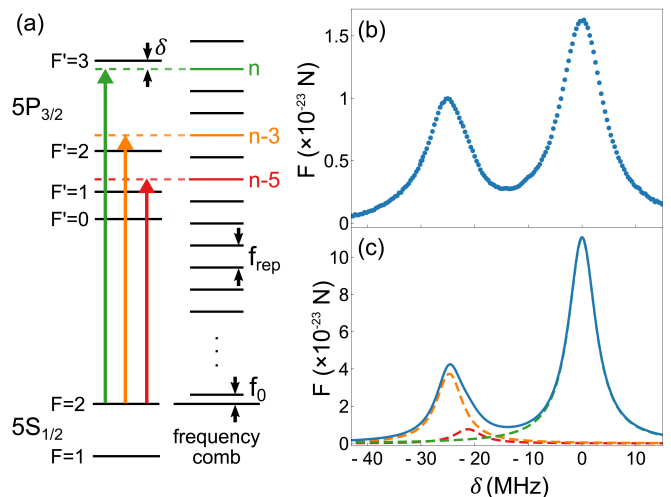 (a)
F'=3
δ
n
5P3/2
n-3
F'=2
n-5
F'=1
F'=0
frep
f0
F=2
5S1/2
frequency
comb
F=1
(b)
F (×10-23 N)
1.5
1
0.5
0
(c)
F (×10-23 N)
10
8
6
4
2
0
- 40 - 30 - 20 - 10 0 10
δ (MHz)